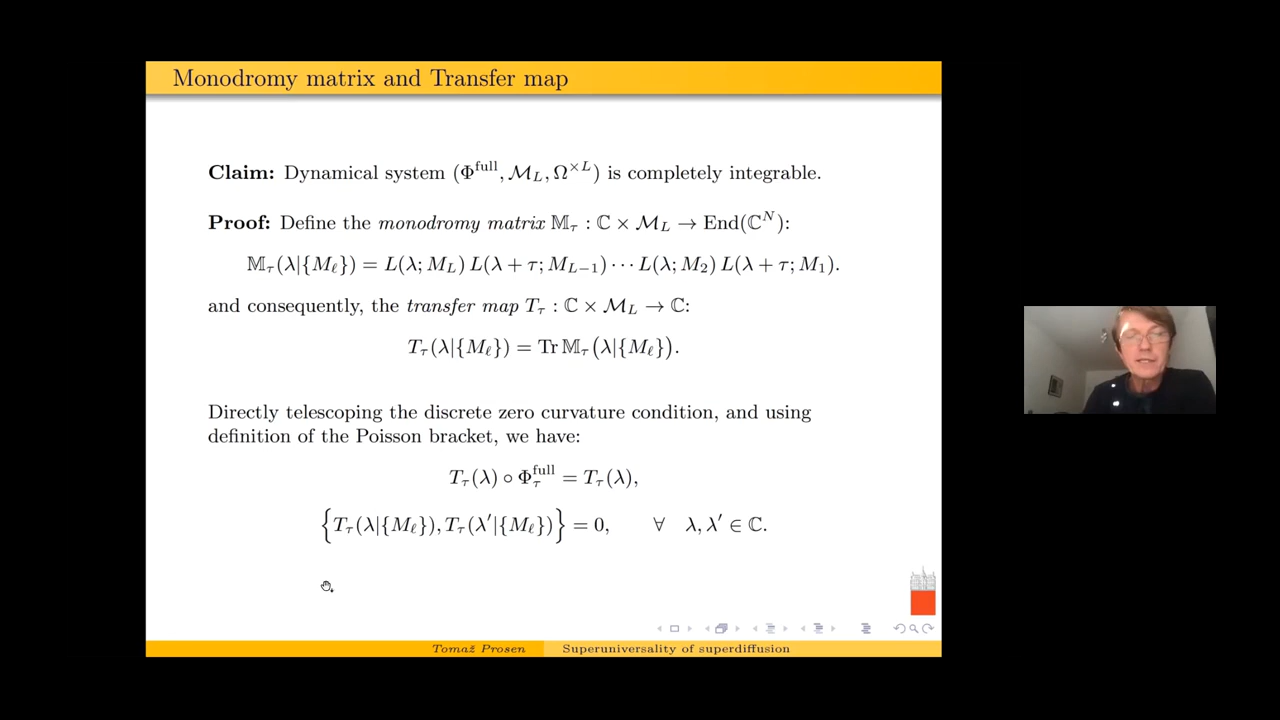 Monodromy matrix and Transfer map
Claim: Dynamical system (Φ^full, ℳ_L, Ω^×L) is completely integrable.
Proof: Define the monodromy matrix 𝕄_τ : ℂ × ℳ_L → End(ℂ^N):
𝕄_τ(λ|{M_ℓ}) = L(λ; M_L) L(λ + τ; M_{L−1}) ⋯ L(λ; M_2) L(λ + τ; M_1).
and consequently, the transfer map T_τ : ℂ × ℳ_L → ℂ:
T_τ(λ|{M_ℓ}) = Tr 𝕄_τ(λ|{M_ℓ}).
Directly telescoping the discrete zero curvature condition, and using
definition of the Poisson bracket, we have:
T_τ(λ) ∘ Φ_τ^full = T_τ(λ),
{T_τ(λ|{M_ℓ}), T_τ(λ′|{M_ℓ})} = 0, ∀ λ, λ′ ∈ ℂ.
Tomaž Prosen Superuniversality of superdiffusion